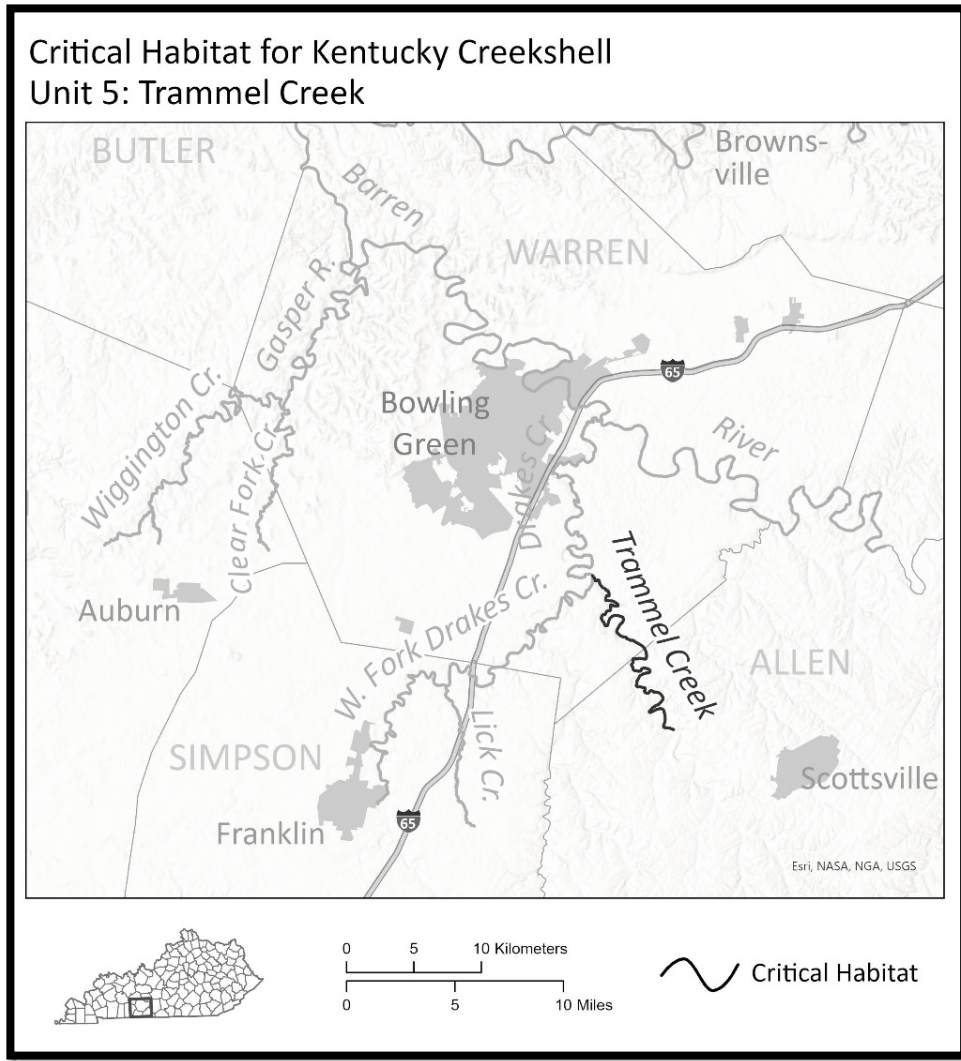 Critical Habitat for Kentucky Creekshell
Unit 5: Trammel Creek
BUTLER
Browns-
ville
Barren
WARREN
Gasper R.
65
Wiggington Cr.
Bowling
Green
River
Clear Fork Cr.
Drakes Cr.
Trammel Creek
Auburn
W. Fork Drakes Cr.
ALLEN
Lick Cr.
SIMPSON
Scottsville
Franklin
65
Esri, NASA, NGA, USGS
0 5 10 Kilometers
0 5 10 Miles
Critical Habitat